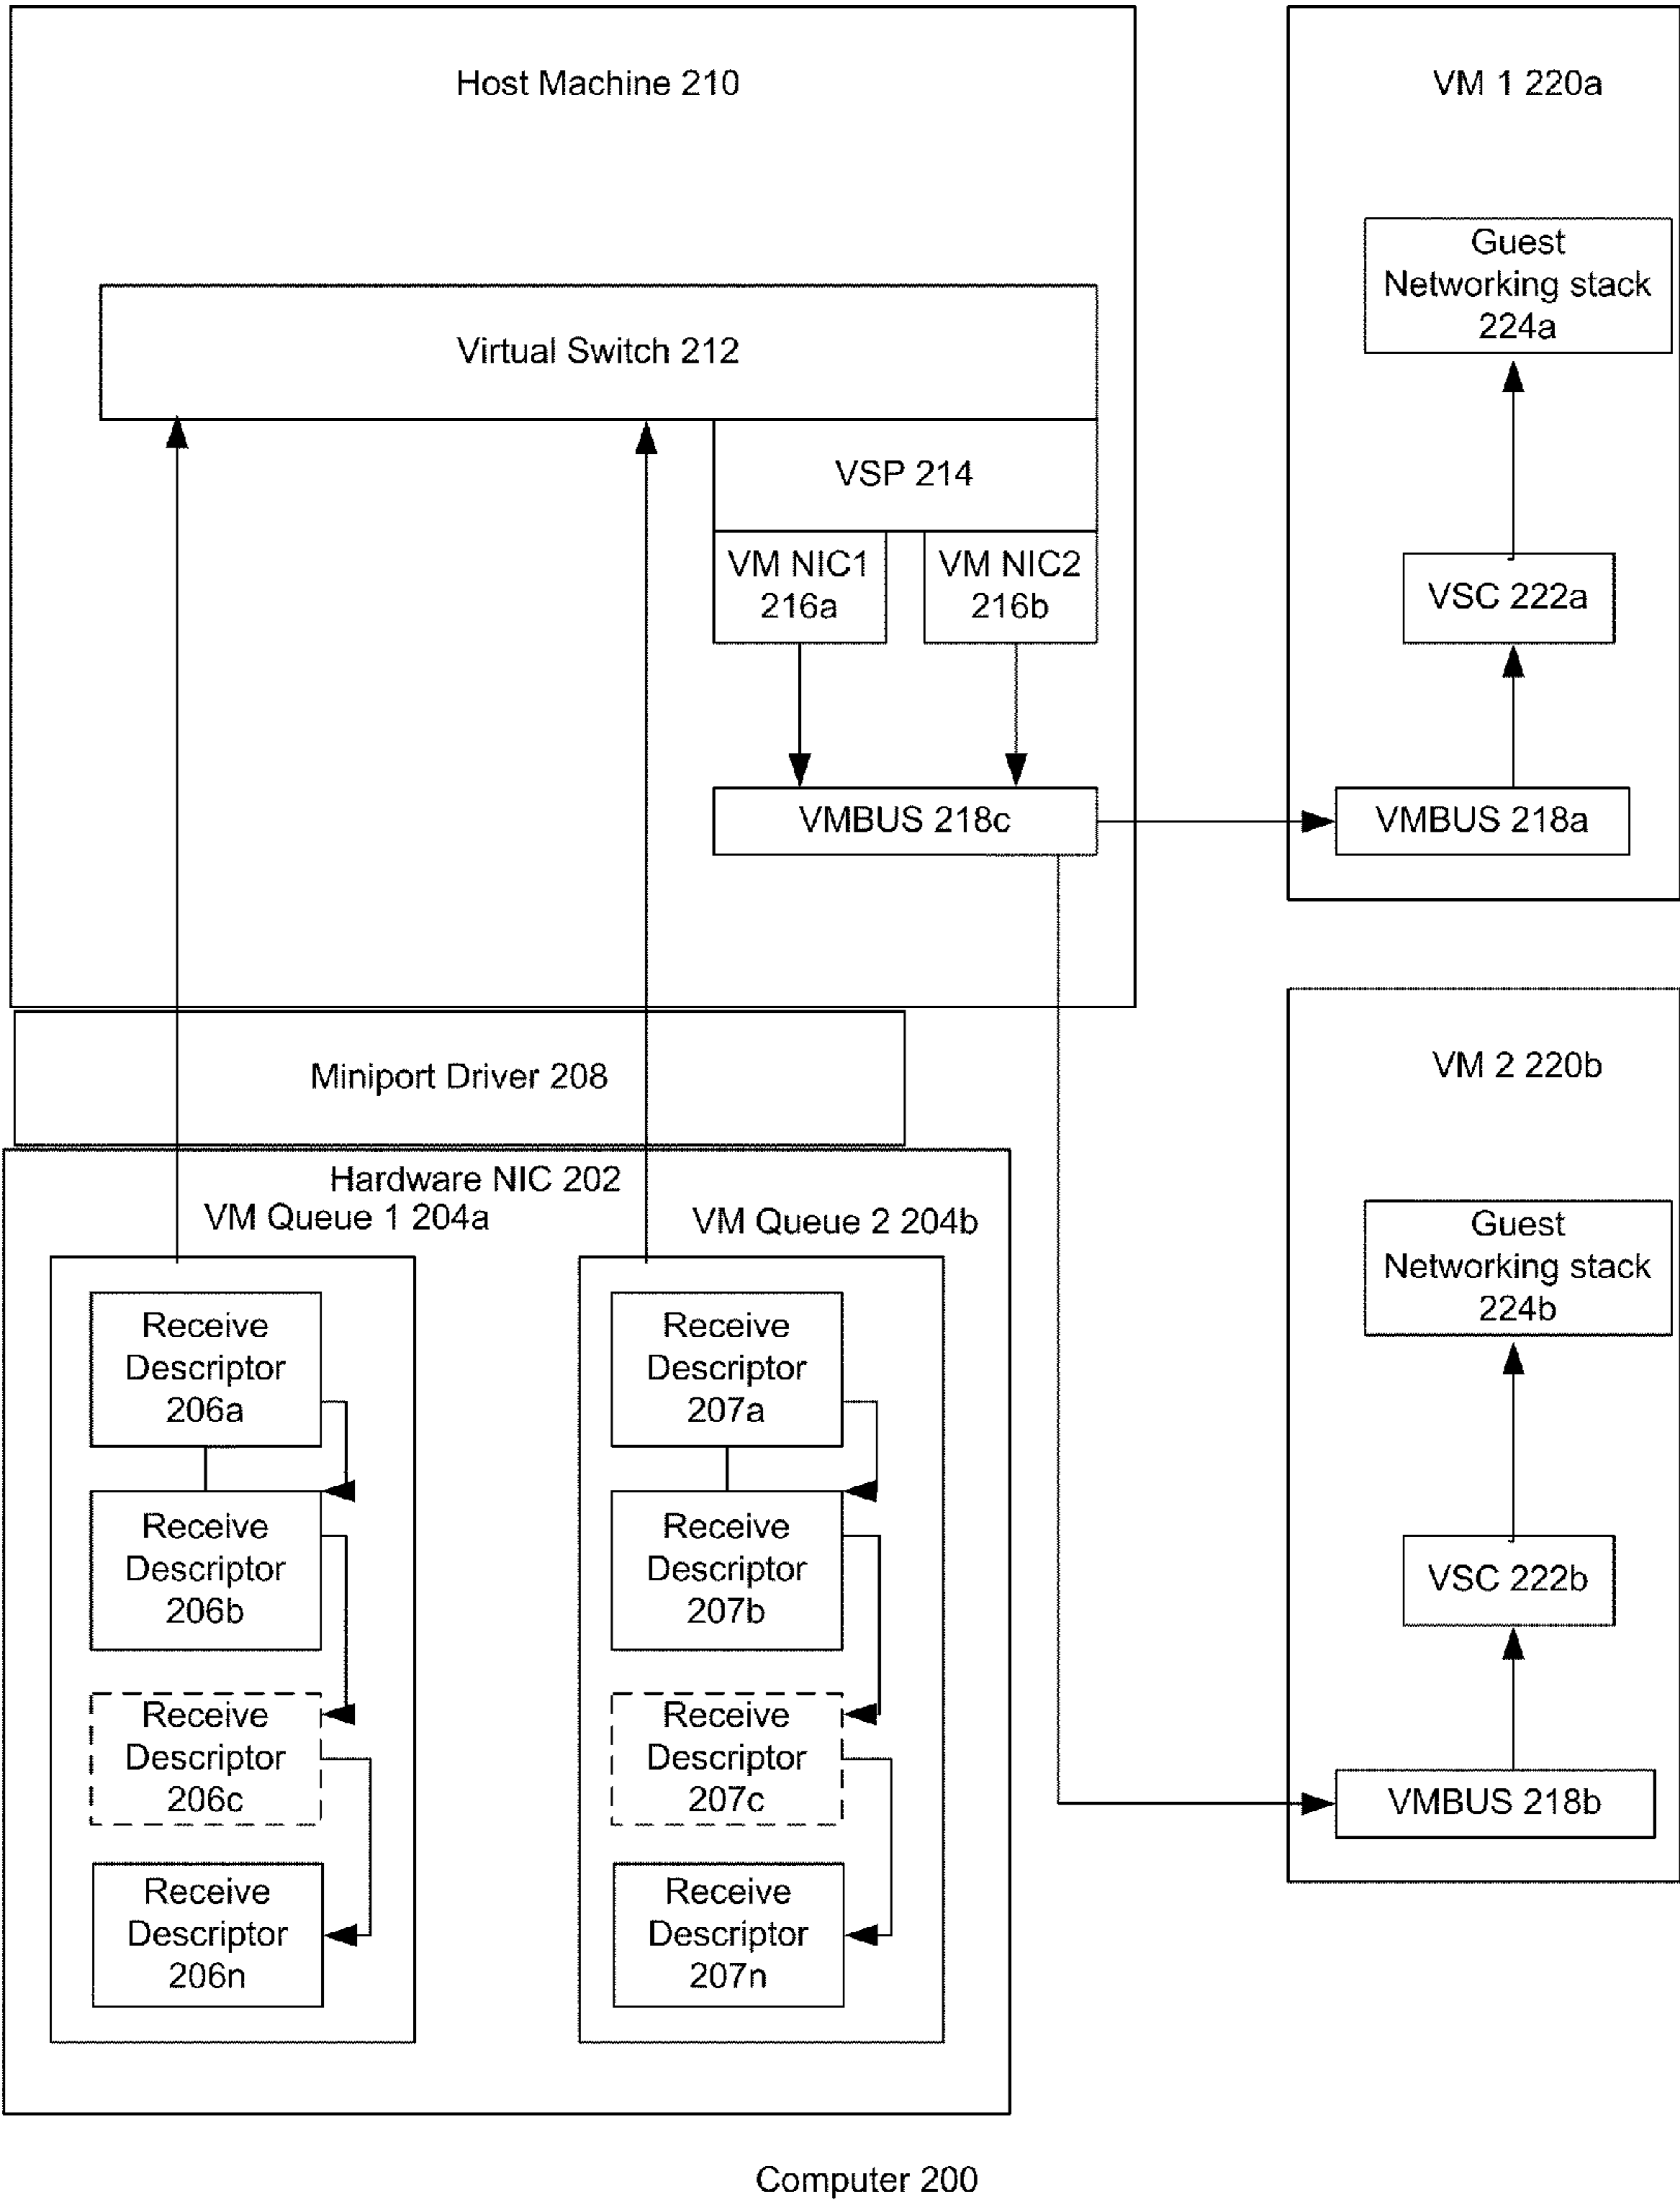 Host Machine 210
Virtual Switch 212
VSP 214
VM NIC1
216a
VM NIC2
216b
VMBUS 218c
VM 1 220a
Guest
Networking stack
224a
VSC 222a
VMBUS 218a
Miniport Driver 208
Hardware NIC 202
VM Queue 1 204a
Receive
Descriptor
206a
Receive
Descriptor
206b
Receive
Descriptor
206c
Receive
Descriptor
206n
VM Queue 2 204b
Receive
Descriptor
207a
Receive
Descriptor
207b
Receive
Descriptor
207c
Receive
Descriptor
207n
VM 2 220b
Guest
Networking stack
224b
VSC 222b
VMBUS 218b
Computer 200